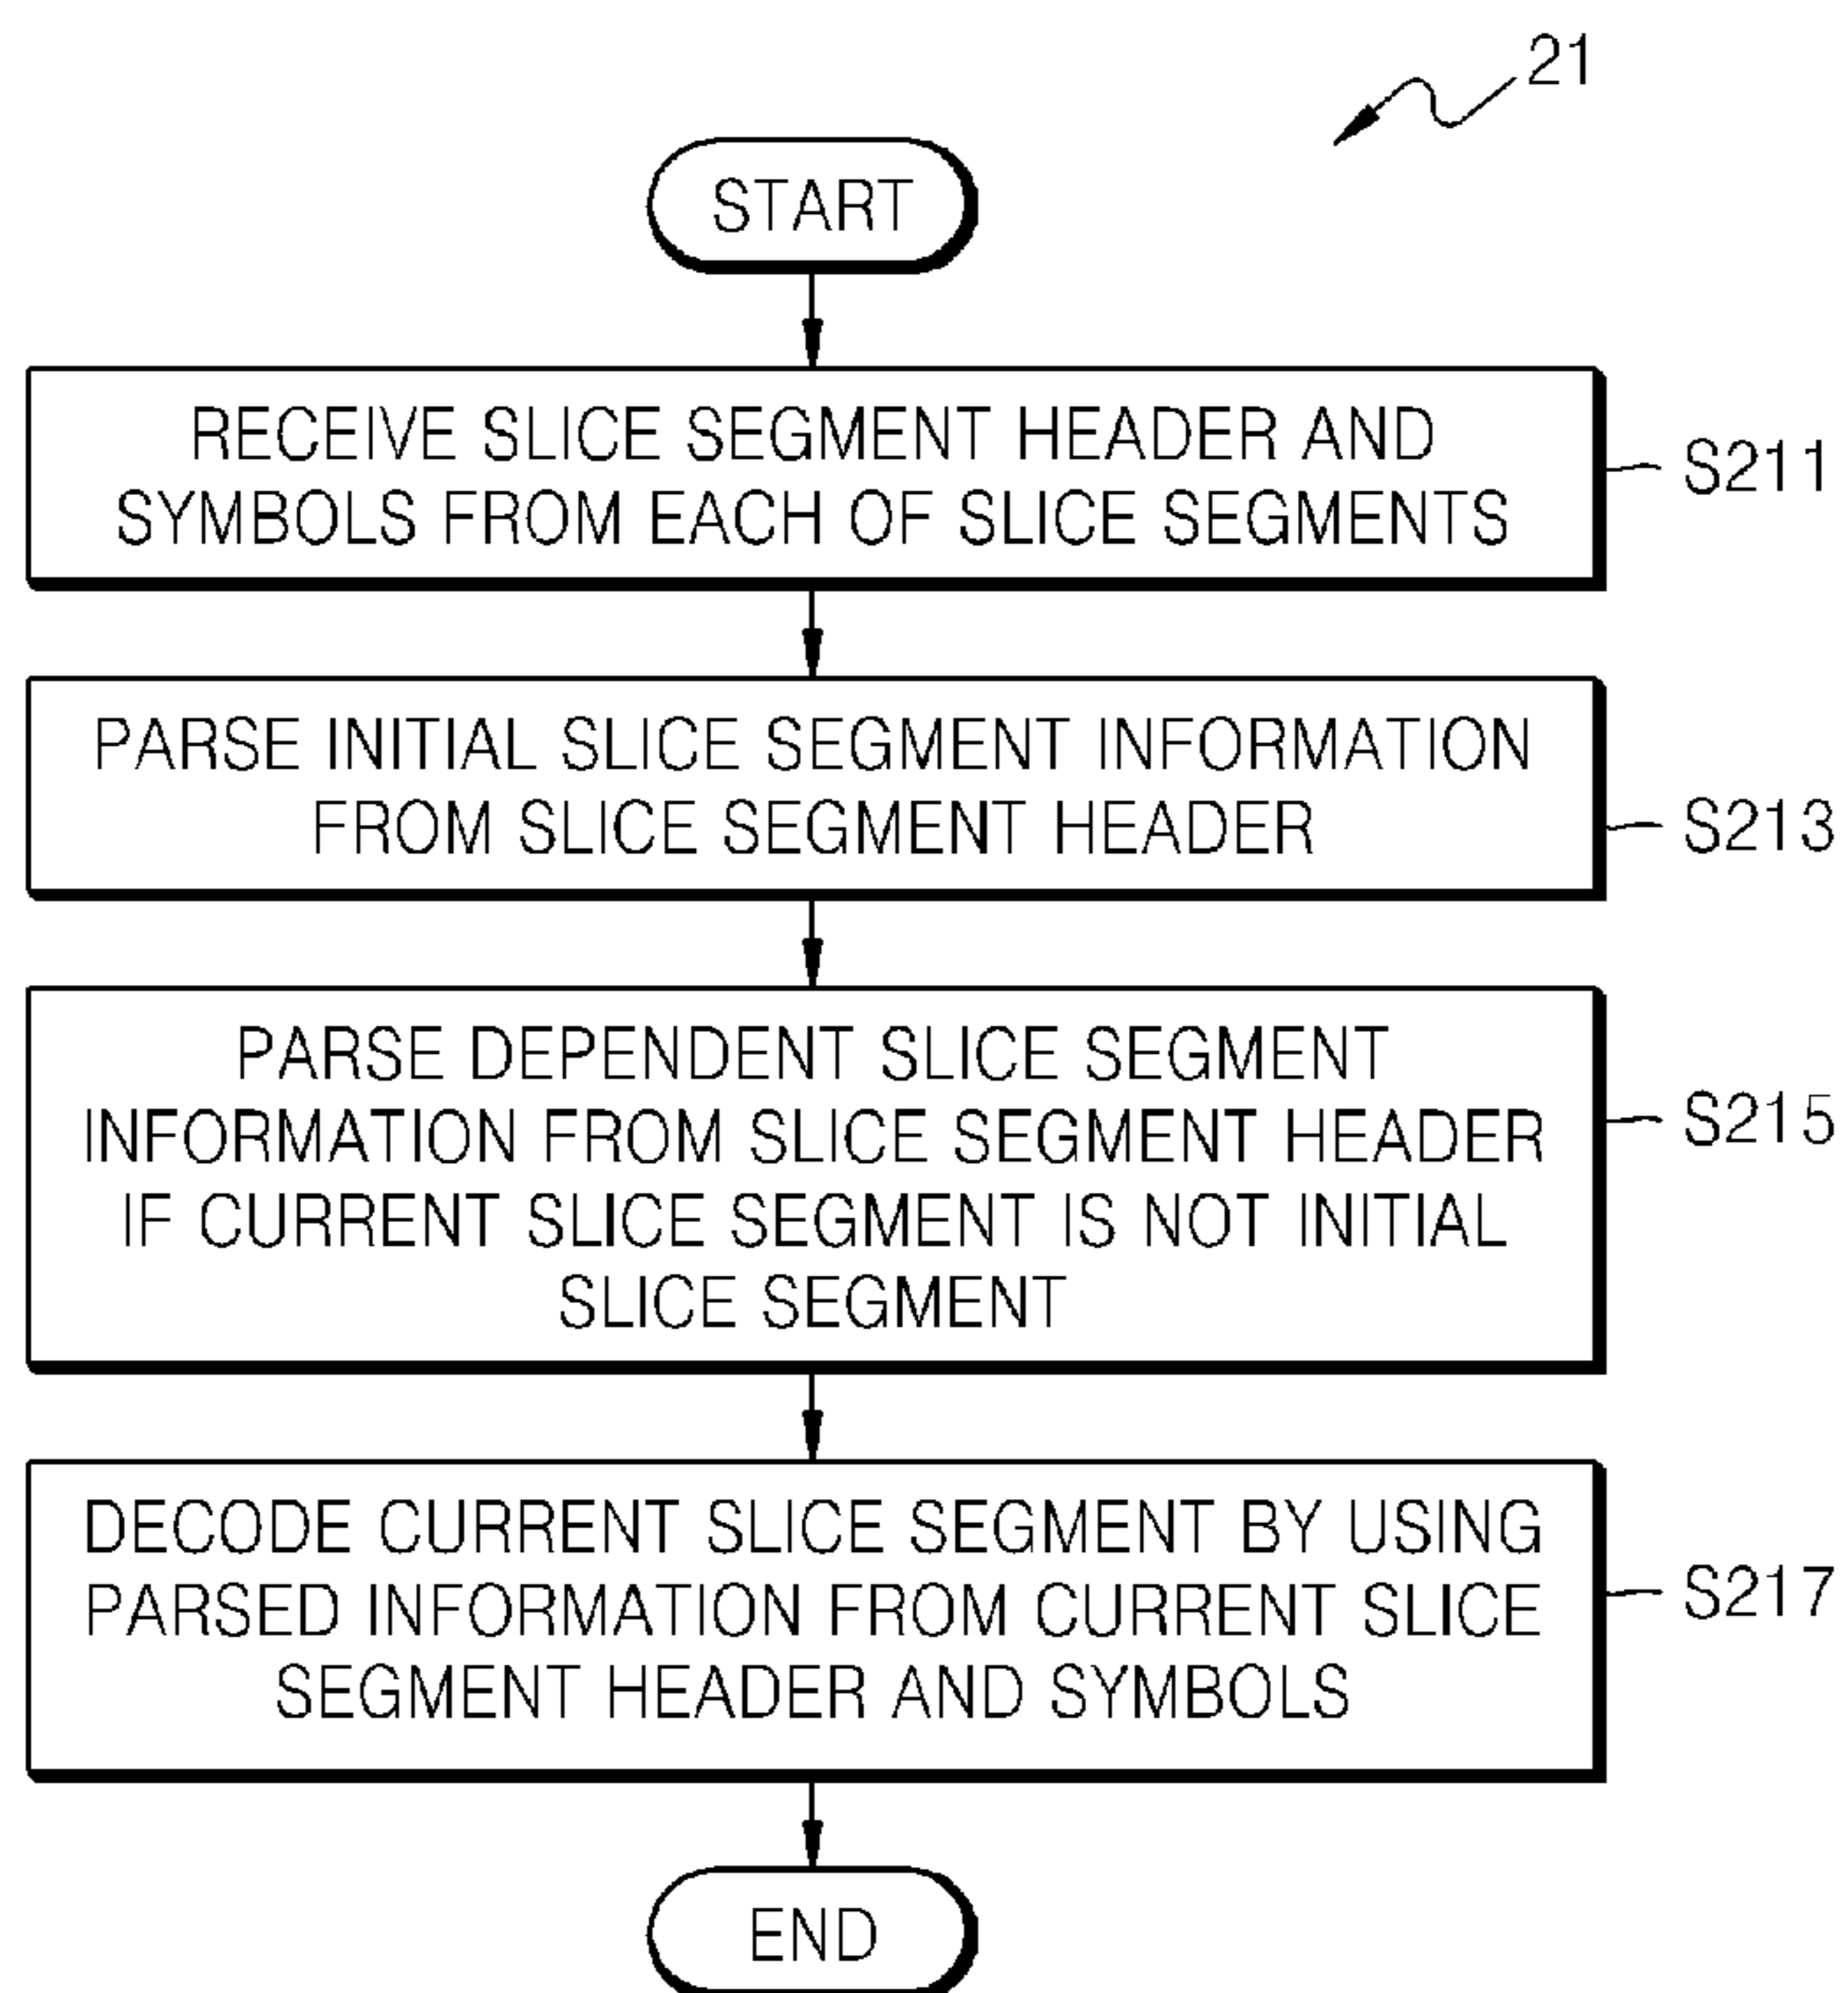 21
START
RECEIVE SLICE SEGMENT HEADER AND
SYMBOLS FROM EACH OF SLICE SEGMENTS
S211
PARSE INITIAL SLICE SEGMENT INFORMATION
FROM SLICE SEGMENT HEADER
S213
PARSE DEPENDENT SLICE SEGMENT
INFORMATION FROM SLICE SEGMENT HEADER
IF CURRENT SLICE SEGMENT IS NOT INITIAL
SLICE SEGMENT
S215
DECODE CURRENT SLICE SEGMENT BY USING
PARSED INFORMATION FROM CURRENT SLICE
SEGMENT HEADER AND SYMBOLS
S217
END